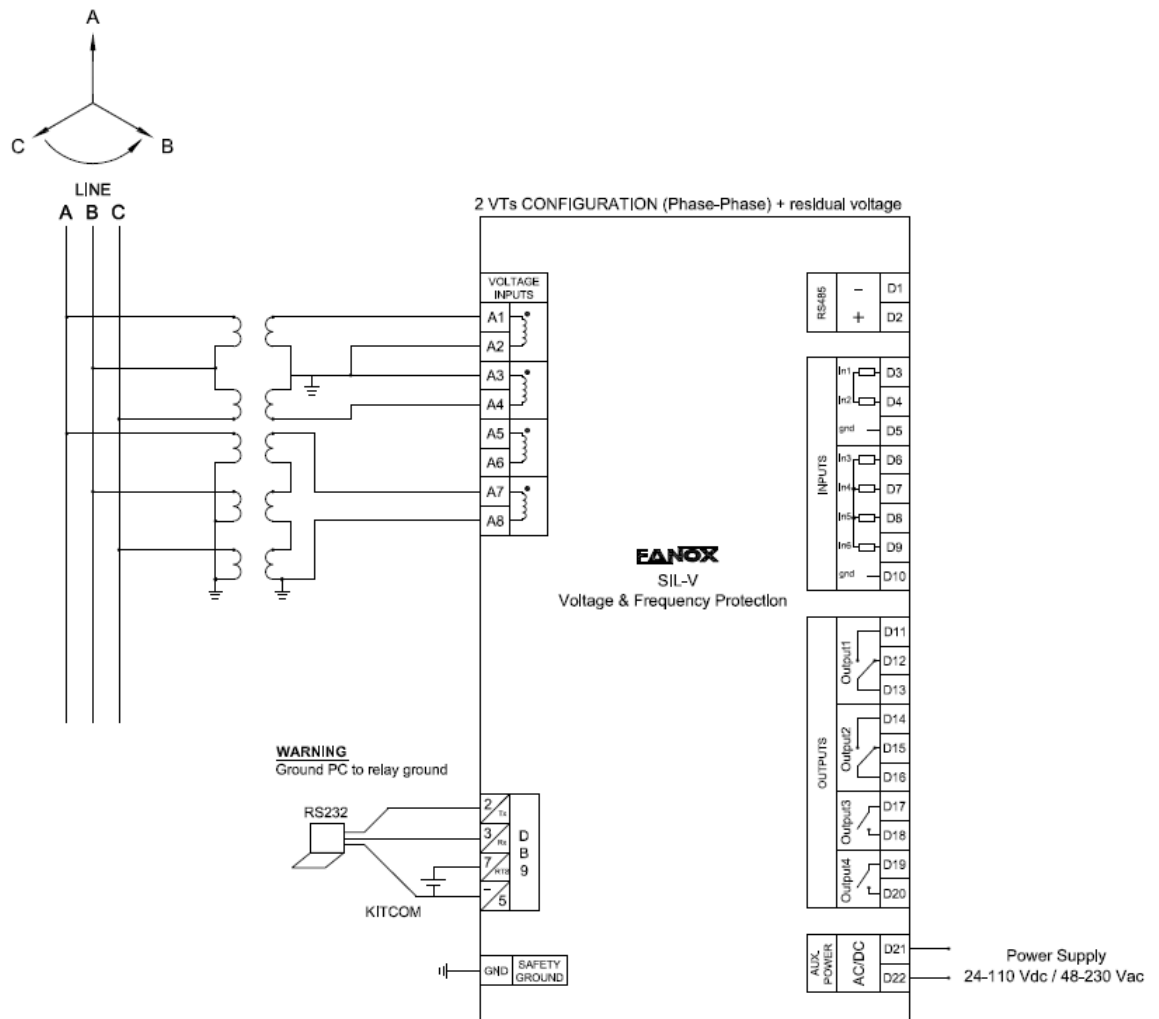 A
C
B
LINE
A B C
2 VTs CONFIGURATION (Phase-Phase) + residual voltage
VOLTAGE
INPUTS
A1
A2
A3
A4
A5
A6
A7
A8
RS485
-
D1
+
D2
INPUTS
In1
D3
In2
D4
gnd
D5
In3
D6
In4
D7
In5
D8
In6
D9
gnd
D10
FANOX
SIL-V
Voltage & Frequency Protection
OUTPUTS
Output1
D11
D12
D13
Output2
D14
D15
D16
Output3
D17
D18
Output4
D19
D20
WARNING
Ground PC to relay ground
RS232
KITCOM
2 Tx
3 Rx
7 RTS
- 5
DB9
GND
SAFETY
GROUND
AUX.
POWER
AC/DC
D21
D22
Power Supply
24-110 Vdc / 48-230 Vac